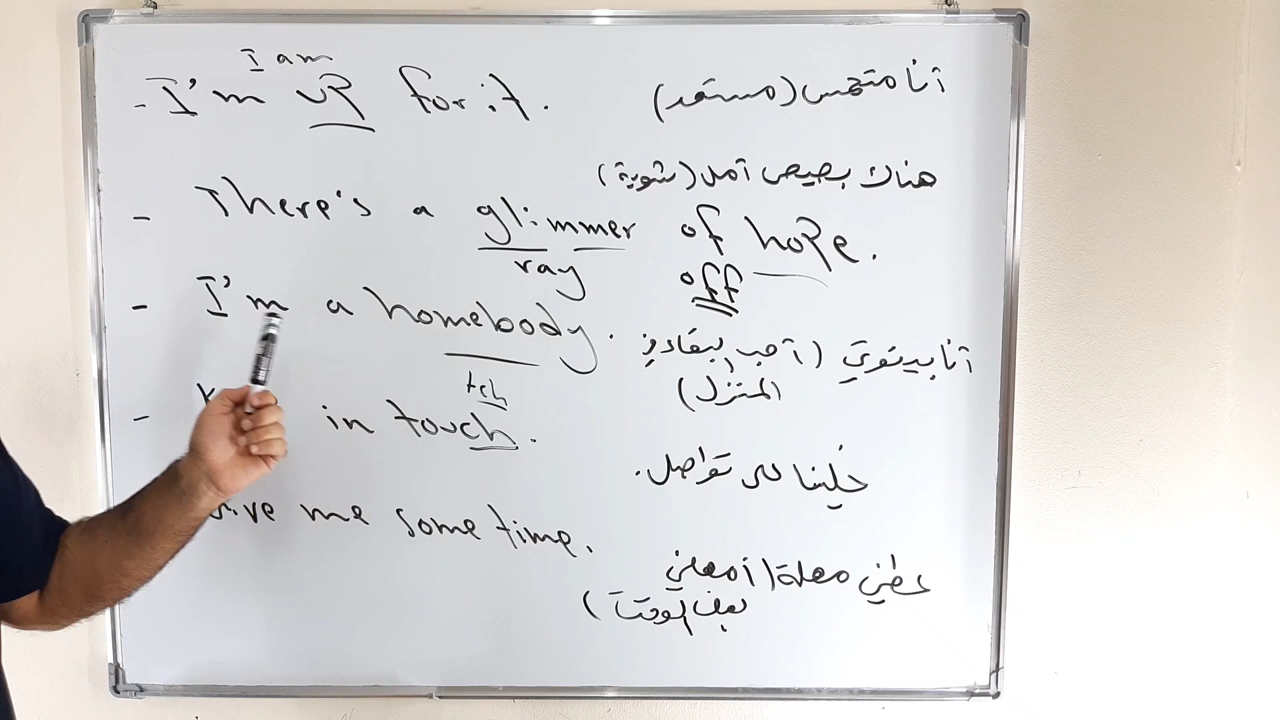 I am
- I'm up for it. أنا متحمس (مستعد)
هناك بصيص أمل (شوية)
- There's a glimmer of hope.
ray off
- I'm a homebody. أنا بيتوتي (أحب البقاء في
المنزل)
tch
- in touch.
خلينا على تواصل.
me some time.
عطني مهلة (أمهلني
بعض الوقت)